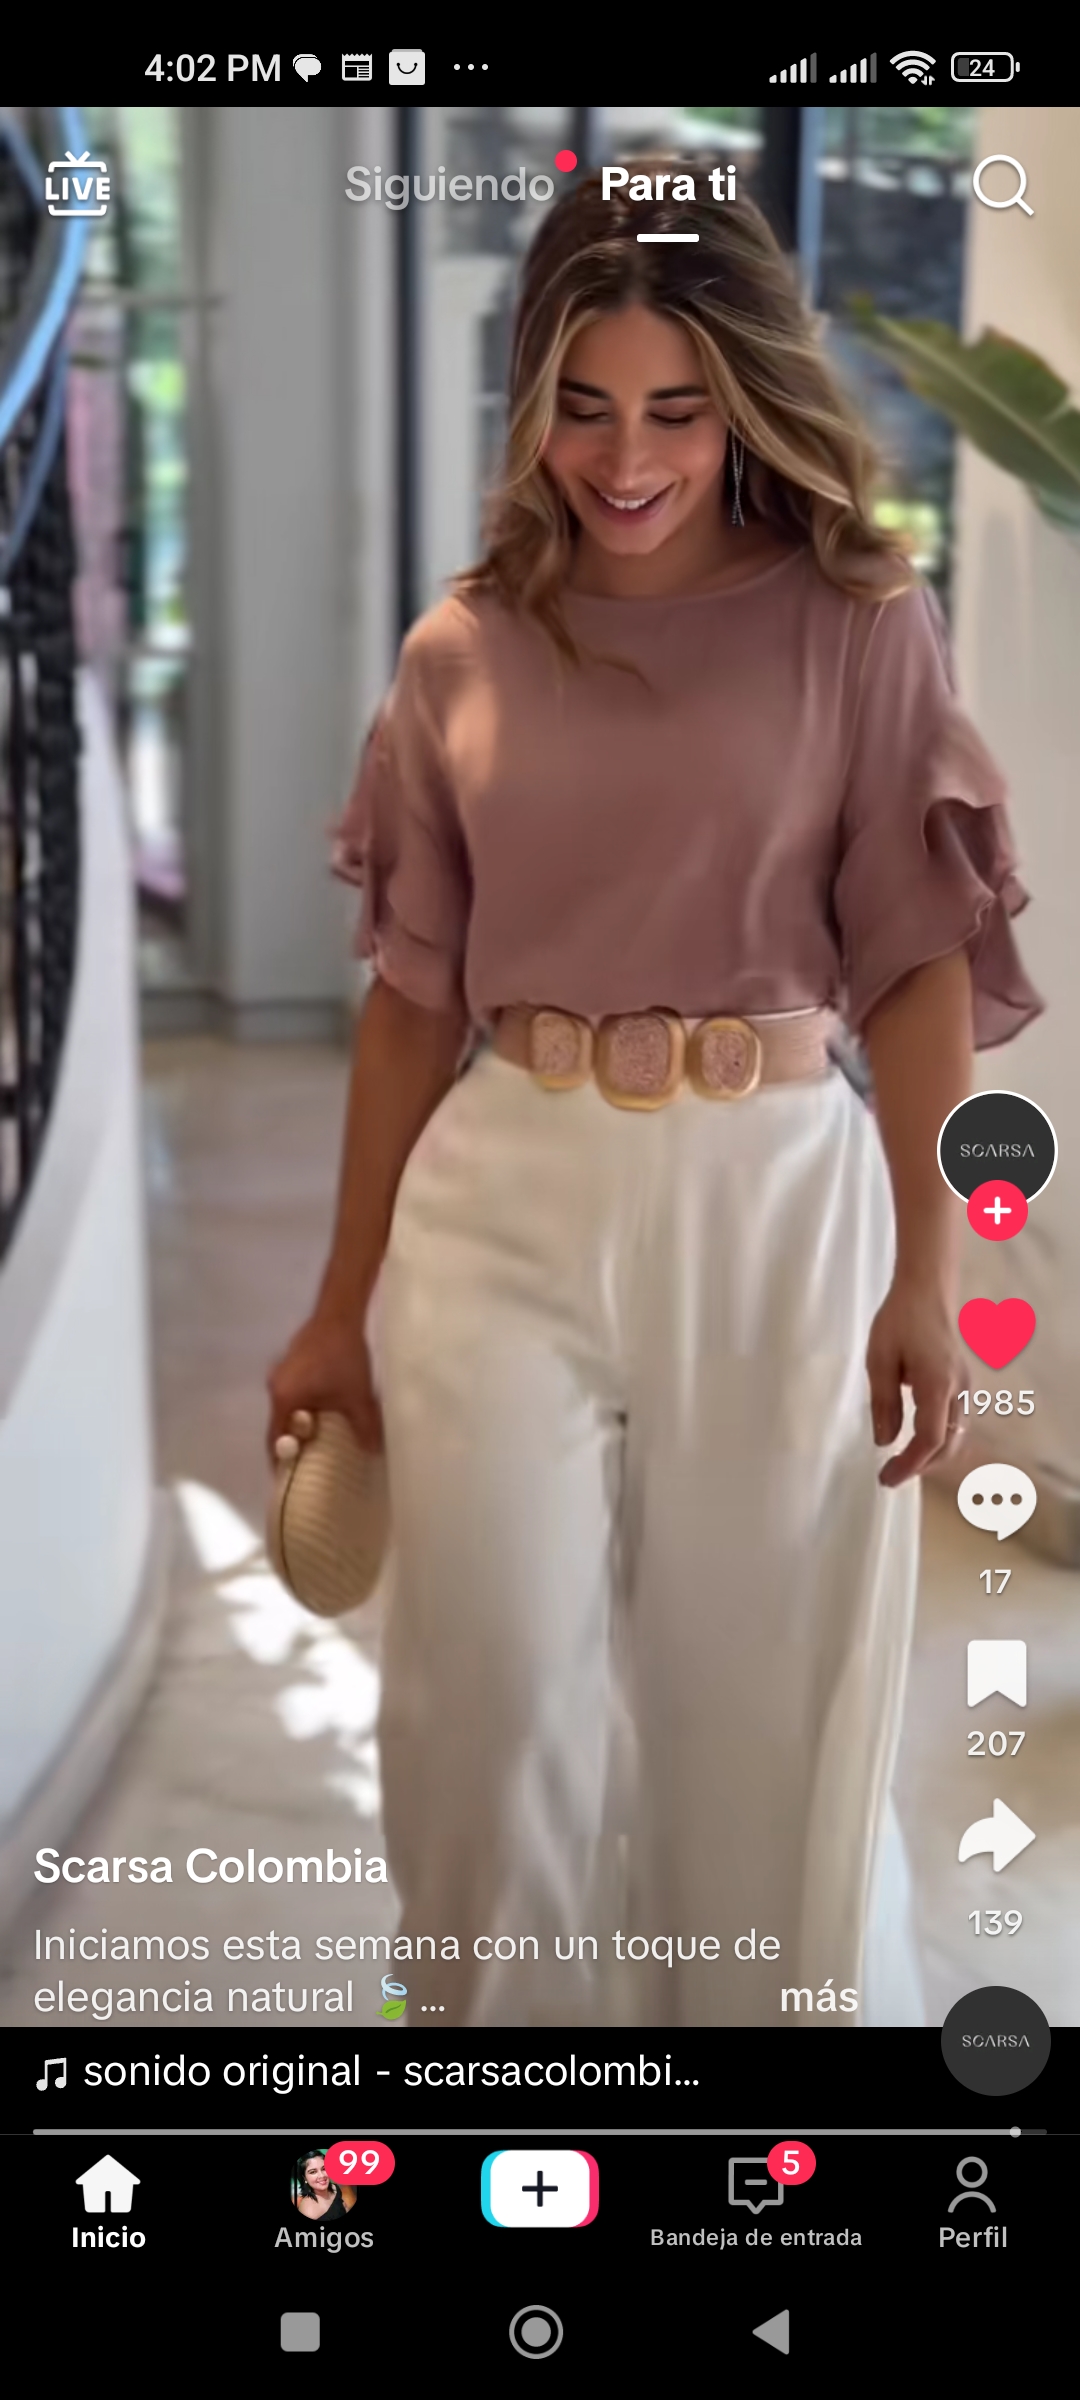 4:02 PM
24
LIVE
Siguiendo
Para ti
SCARSA
1985
17
207
139
Scarsa Colombia
Iniciamos esta semana con un toque de
elegancia natural 🍃... más
SCARSA
sonido original - scarsacolombi...
99
5
Inicio
Amigos
Bandeja de entrada
Perfil